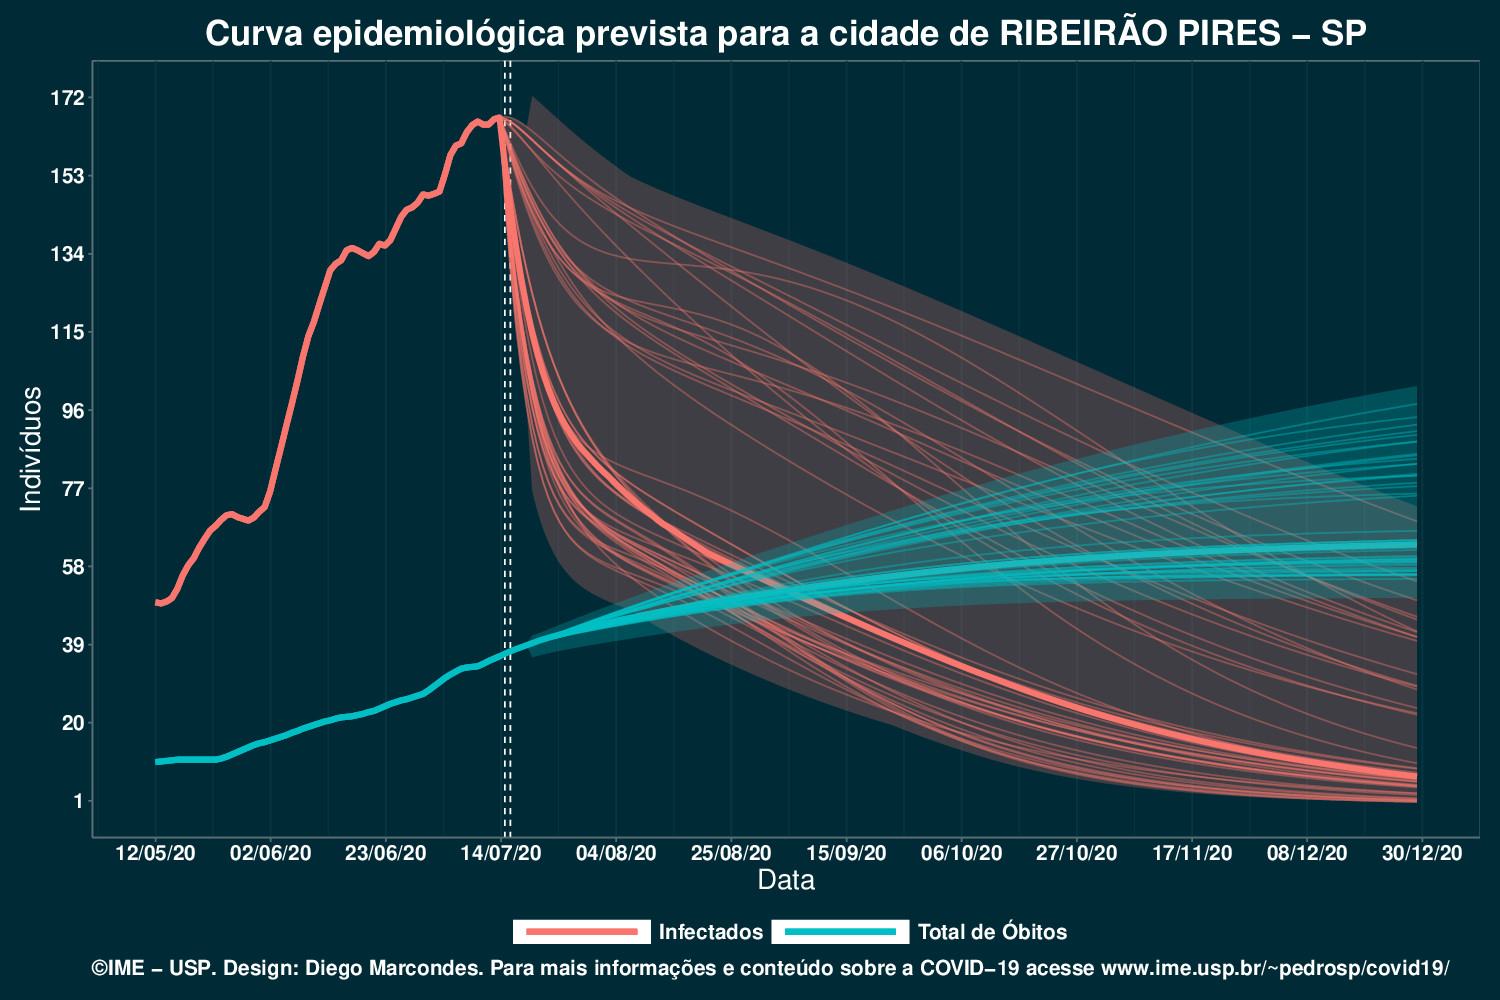 Curva epidemiológica prevista para a cidade de RIBEIRÃO PIRES – SP
Indivíduos
172
153
134
115
96
77
58
39
20
1
12/05/20 02/06/20 23/06/20 14/07/20 04/08/20 25/08/20 15/09/20 06/10/20 27/10/20 17/11/20 08/12/20 30/12/20
Data
Infectados Total de Óbitos
©IME – USP. Design: Diego Marcondes. Para mais informações e conteúdo sobre a COVID–19 acesse www.ime.usp.br/~pedrosp/covid19/